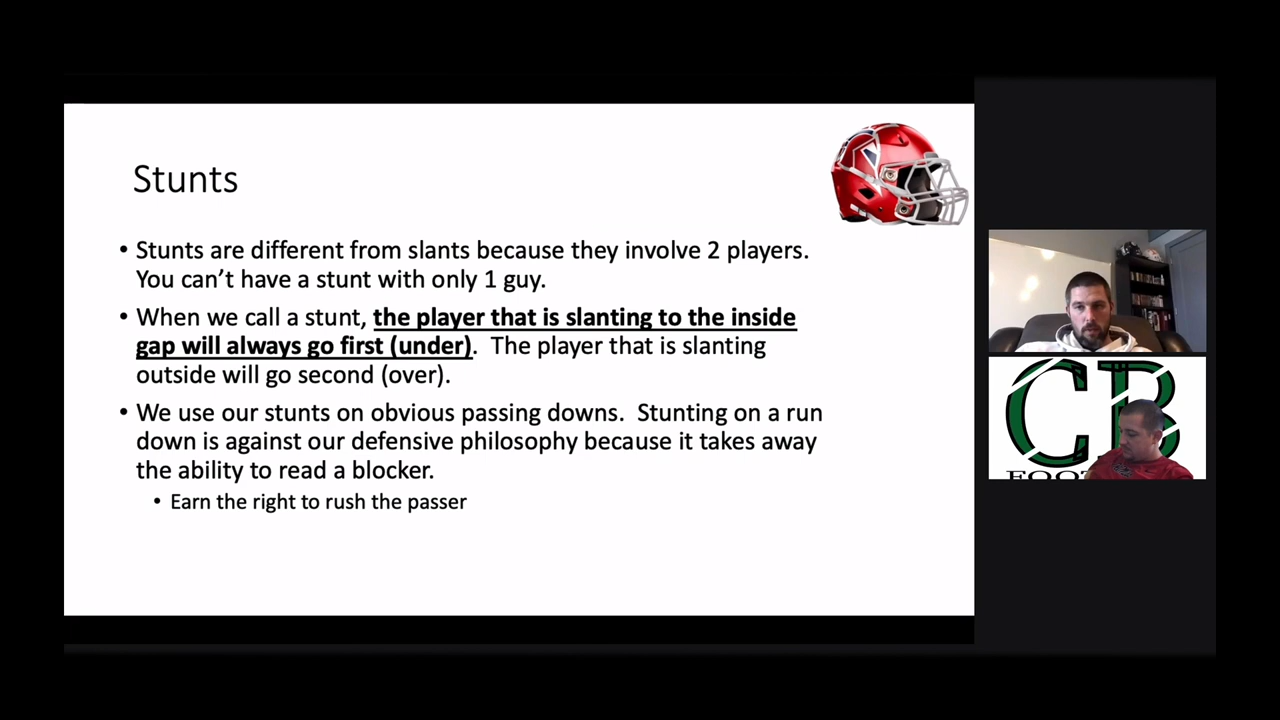 Stunts
• Stunts are different from slants because they involve 2 players.
You can’t have a stunt with only 1 guy.
• When we call a stunt, the player that is slanting to the inside
gap will always go first (under). The player that is slanting
outside will go second (over).
• We use our stunts on obvious passing downs. Stunting on a run
down is against our defensive philosophy because it takes away
the ability to read a blocker.
• Earn the right to rush the passer
CB